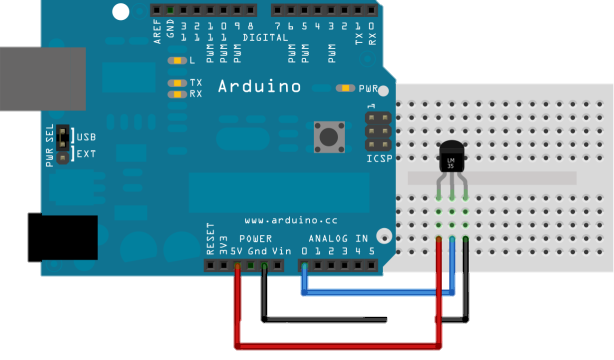 AREF
GND
13
12
11
10
9
8
7
6
5
4
3
2
1
0
PWM
PWM
PWM
PWM
PWM
PWM
TX
RX
DIGITAL
L
TX
RX
Arduino
PWR
1
ICSP
PWR SEL
USB
EXT
LM
35
www.arduino.cc
POWER
ANALOG IN
RESET
3V3
5V Gnd Vin
0 1 2 3 4 5